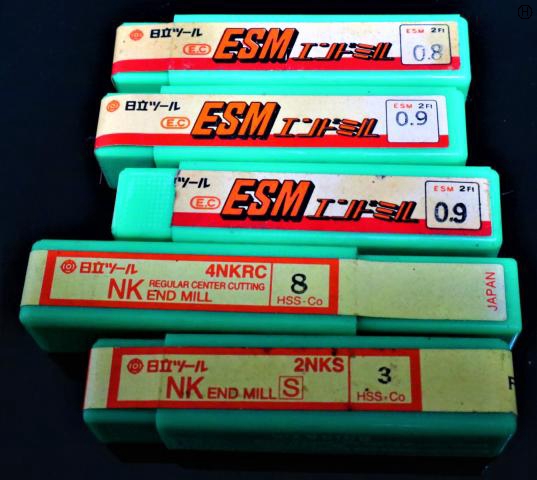 日立ツール E.C ESM エンドミル ESM 2Fl 0.8
日立ツール E.C ESM エンドミル ESM 2Fl 0.9
ツール E.C ESM エンドミル ESM 2Fl 0.9
日立ツール 4NKRC 8 JAPAN
NK REGULAR CENTER CUTTING
END MILL HSS-Co
日立ツール 2NKS 3
NK END MILL S HSS-Co